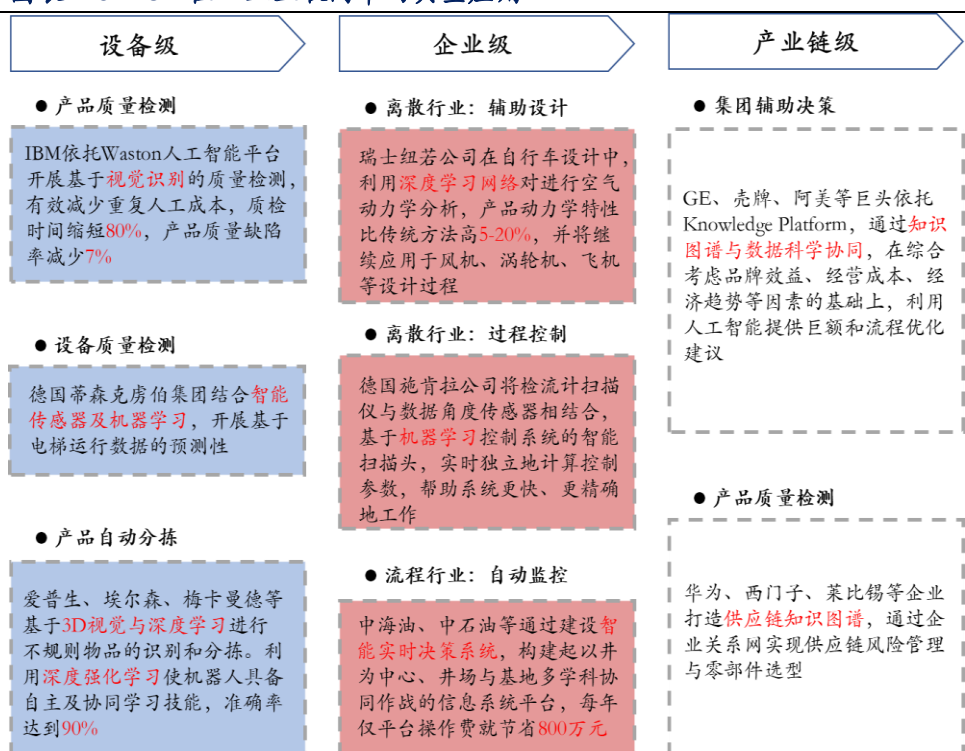 设备级
● 产品质量检测
IBM依托Waston人工智能平台
开展基于视觉识别的质量检测，
有效减少重复人工成本，质检
时间缩短80%，产品质量缺陷
率减少7%
● 设备质量检测
德国蒂森克虏伯集团结合智能
传感器及机器学习，开展基于
电梯运行数据的预测性
● 产品自动分拣
爱普生、埃尔森、梅卡曼德等
基于3D视觉与深度学习进行
不规则物品的识别和分拣。利
用深度强化学习使机器人具备
自主及协同学习技能，准确率
达到90%
企业级
● 离散行业：辅助设计
瑞士纽若公司在自行车设计中，
利用深度学习网络对进行空气
动力学分析，产品动力学特性
比传统方法高5-20%，并将继
续应用于风机、涡轮机、飞机
等设计过程
● 离散行业：过程控制
德国施肯拉公司将检流计扫描
仪与数据角度传感器相结合，
基于机器学习控制系统的智能
扫描头，实时独立地计算控制
参数，帮助系统更快、更精确
地工作
● 流程行业：自动监控
中海油、中石油等通过建设智
能实时决策系统，构建起以井
为中心、井场与基地多学科协
同作战的信息系统平台，每年
仅平台操作费就节省800万元
产业链级
● 集团辅助决策
GE、壳牌、阿美等巨头依托
Knowledge Platform，通过知识
图谱与数据科学协同，在综合
考虑品牌效益、经营成本、经
济趋势等因素的基础上，利用
人工智能提供巨额和流程优化
建议
● 产品质量检测
华为、西门子、莱比锡等企业
打造供应链知识图谱，通过企
业关系网实现供应链风险管理
与零部件选型